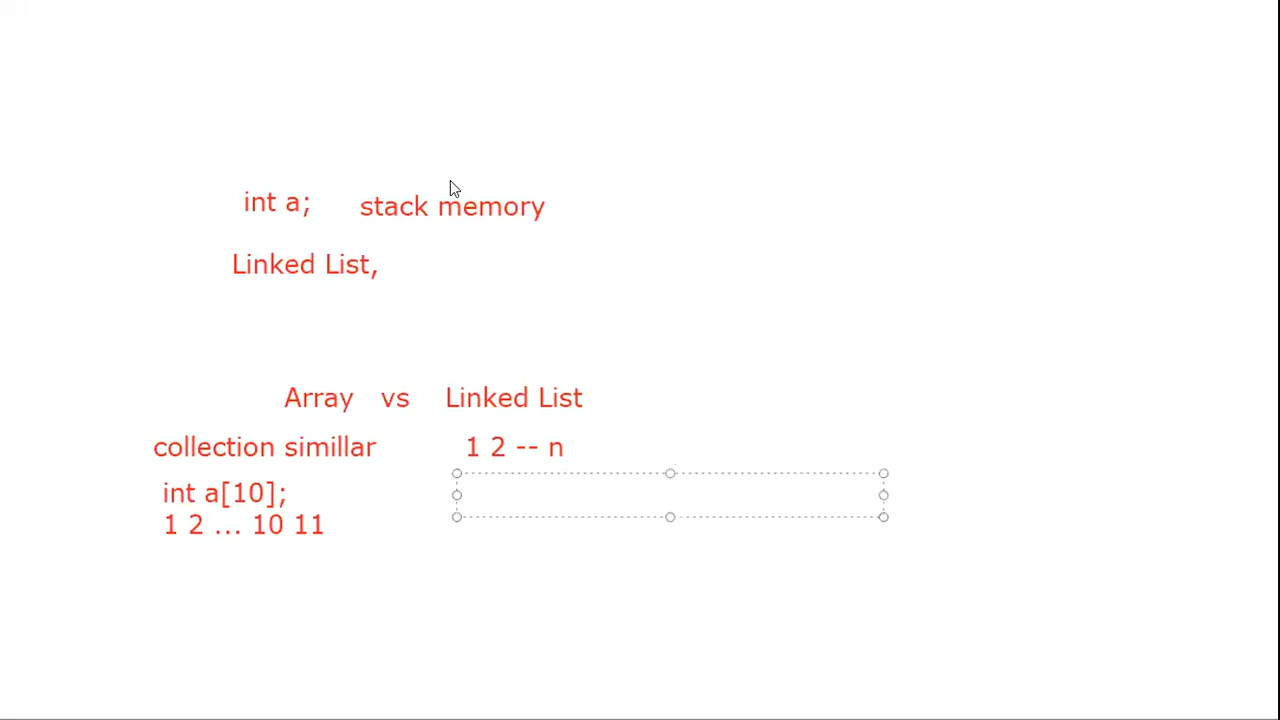 int a; stack memory
Linked List,
Array vs Linked List
collection simillar 1 2 -- n
int a[10];
1 2 ... 10 11